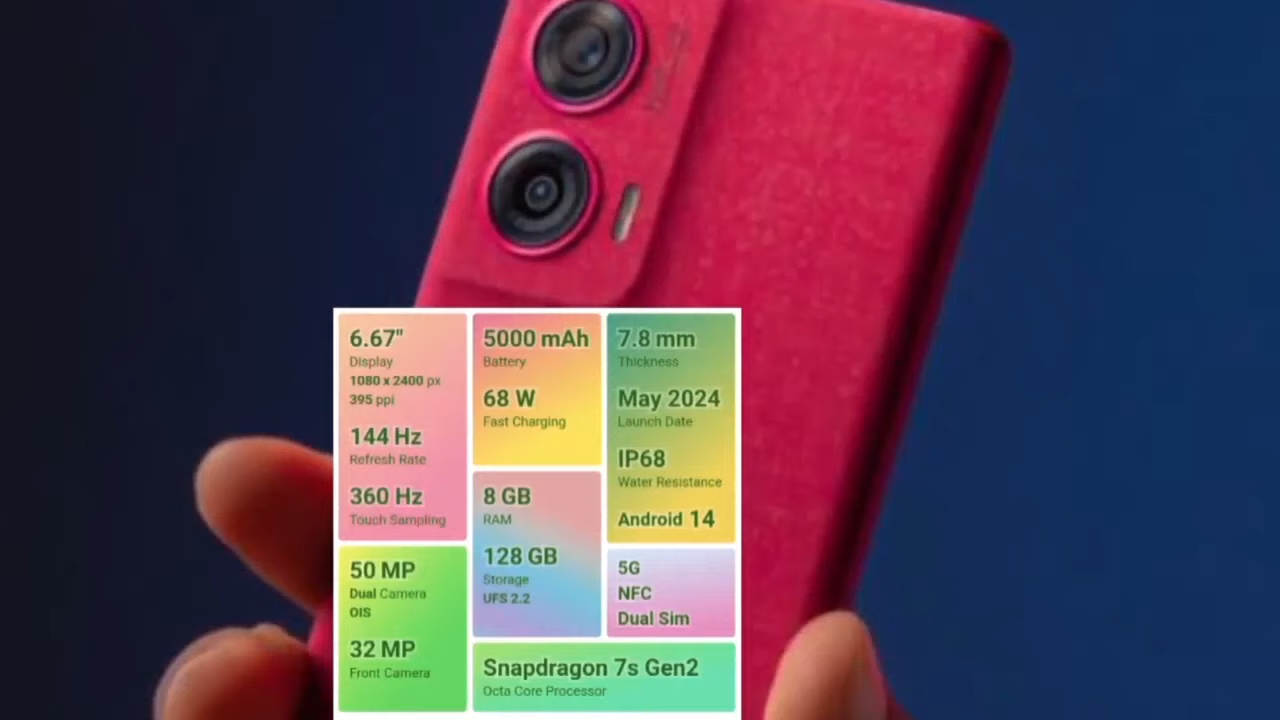 6.67"
Display
1080 x 2400 px
395 ppi
144 Hz
Refresh Rate
360 Hz
Touch Sampling
50 MP
Dual Camera
OIS
32 MP
Front Camera
5000 mAh
Battery
68 W
Fast Charging
8 GB
RAM
128 GB
Storage
UFS 2.2
7.8 mm
Thickness
May 2024
Launch Date
IP68
Water Resistance
Android 14
5G
NFC
Dual Sim
Snapdragon 7s Gen2
Octa Core Processor